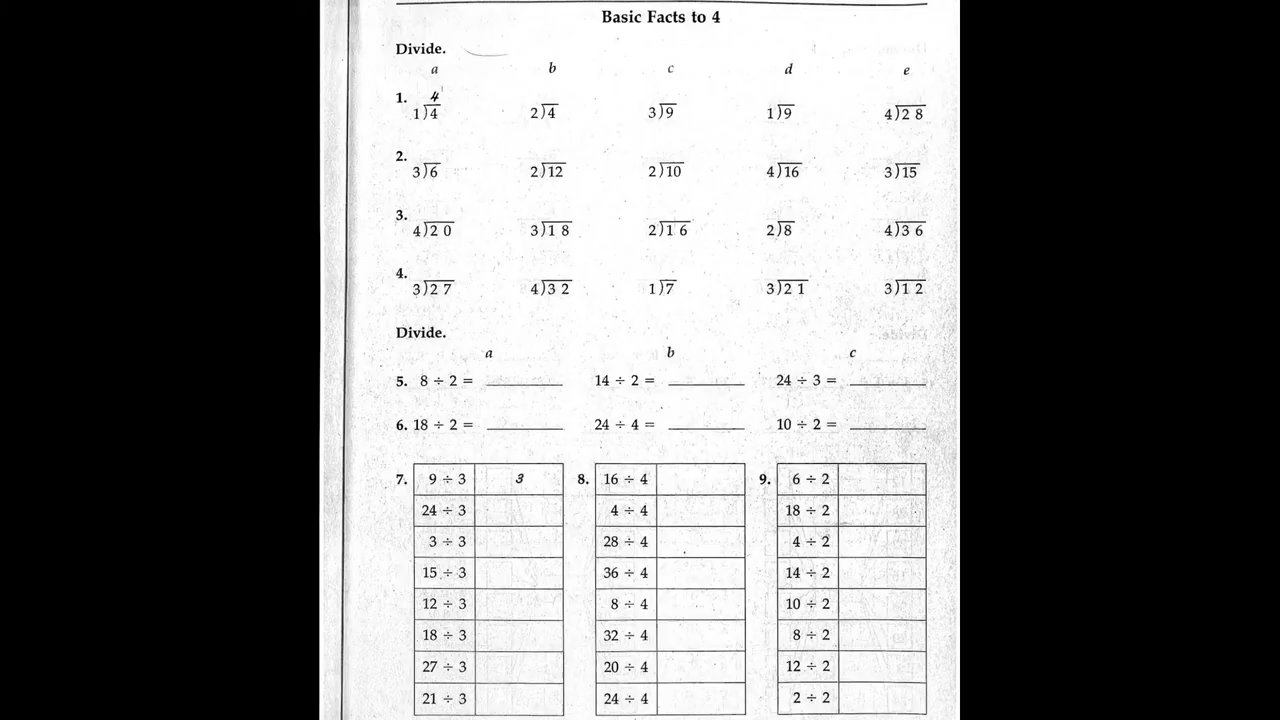 Basic Facts to 4
Divide.
a b c d e
1. 4
1)4 2)4 3)9 1)9 4)28
2.
3)6 2)12 2)10 4)16 3)15
3.
4)20 3)18 2)16 2)8 4)36
4.
3)27 4)32 1)7 3)21 3)12
Divide.
a b c
5. 8 ÷ 2 = 14 ÷ 2 = 24 ÷ 3 =
6. 18 ÷ 2 = 24 ÷ 4 = 10 ÷ 2 =
7. 9 ÷ 3 3 8. 16 ÷ 4 9. 6 ÷ 2
24 ÷ 3 4 ÷ 4 18 ÷ 2
3 ÷ 3 28 ÷ 4 4 ÷ 2
15 ÷ 3 36 ÷ 4 14 ÷ 2
12 ÷ 3 8 ÷ 4 10 ÷ 2
18 ÷ 3 32 ÷ 4 8 ÷ 2
27 ÷ 3 20 ÷ 4 12 ÷ 2
21 ÷ 3 24 ÷ 4 2 ÷ 2